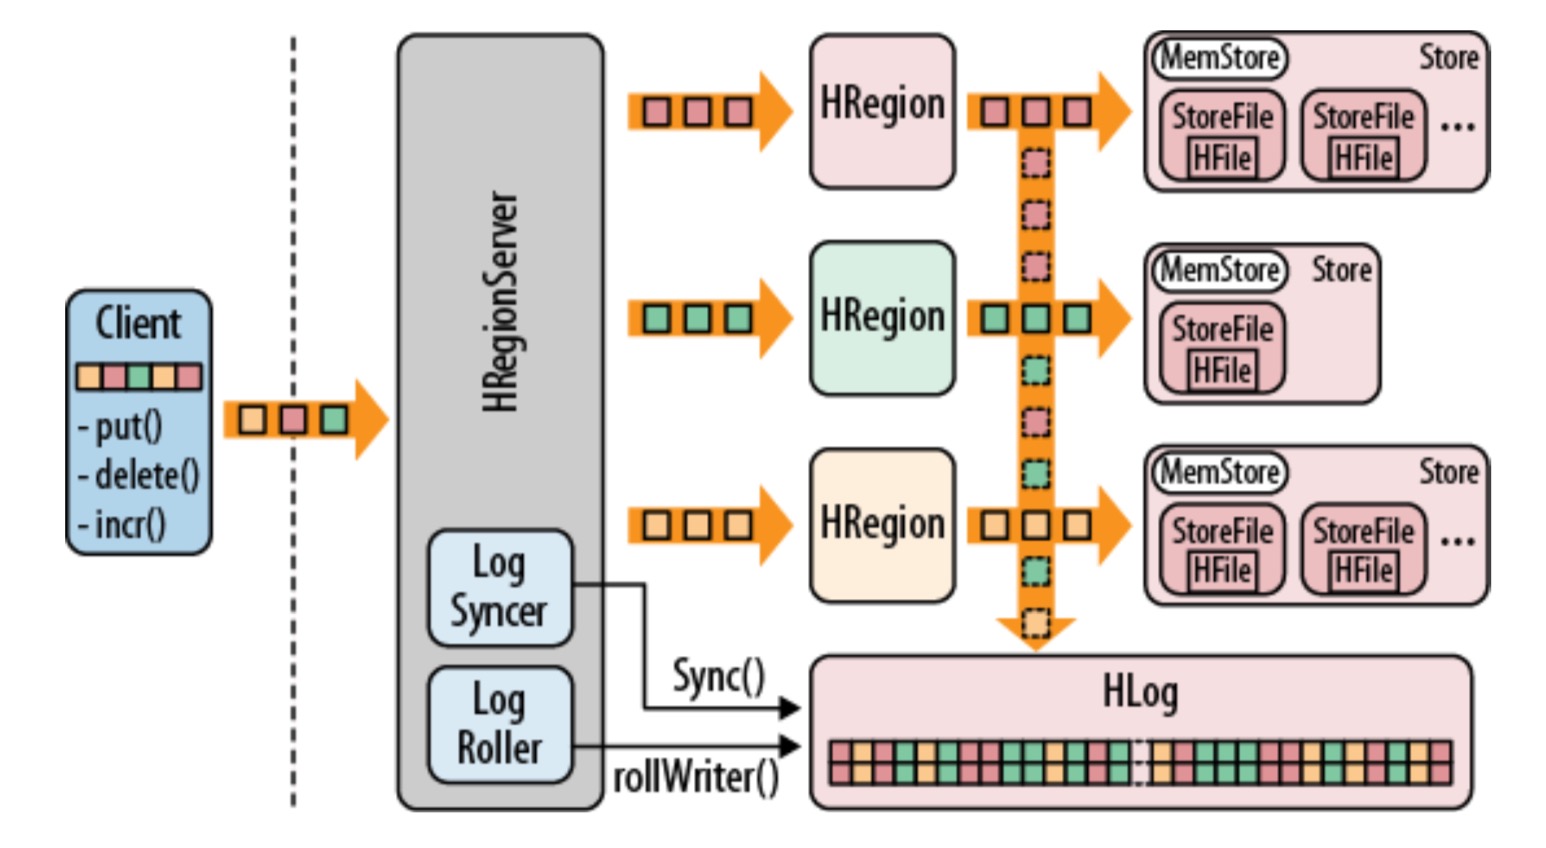 Client
- put()
- delete()
- incr()
HRegionServer
Log
Syncer
Log
Roller
Sync()
rollWriter()
HRegion
MemStore Store
StoreFile StoreFile ...
HFile HFile
HRegion
MemStore Store
StoreFile
HFile
HRegion
MemStore Store
StoreFile StoreFile ...
HFile HFile
HLog